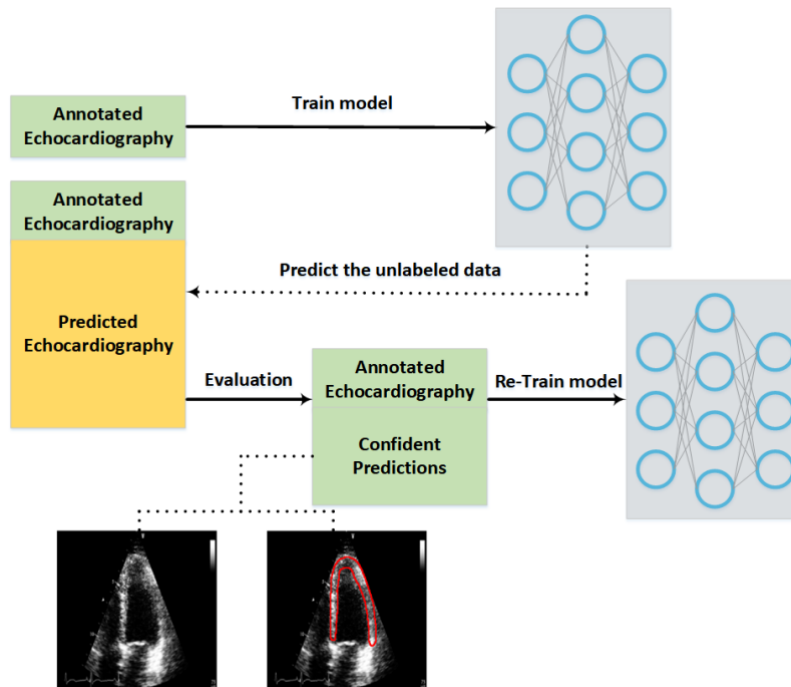 Train model
Annotated
Echocardiography
Annotated
Echocardiography
Predict the unlabeled data
Predicted
Echocardiography
Evaluation
Annotated
Echocardiography
Re-Train model
Confident
Predictions